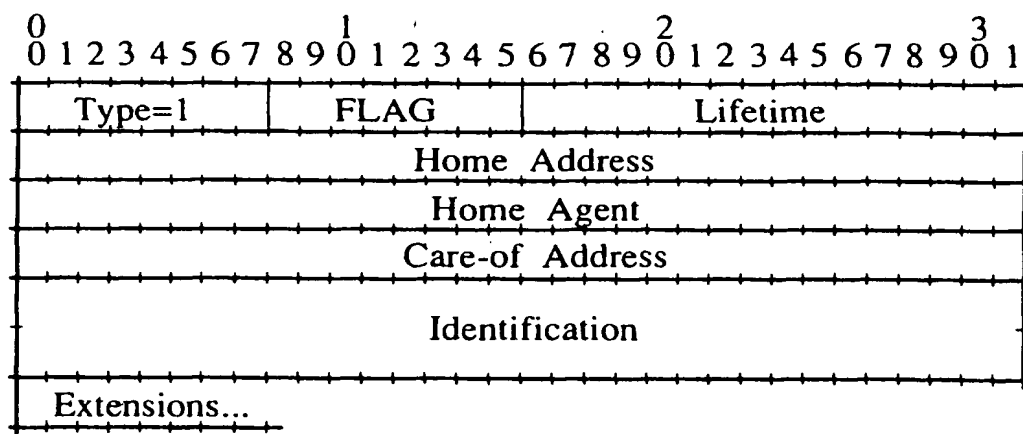 0 1 2 3
0 1 2 3 4 5 6 7 8 9 0 1 2 3 4 5 6 7 8 9 0 1 2 3 4 5 6 7 8 9 0 1
Type=1 FLAG Lifetime
Home Address
Home Agent
Care-of Address
Identification
Extensions...